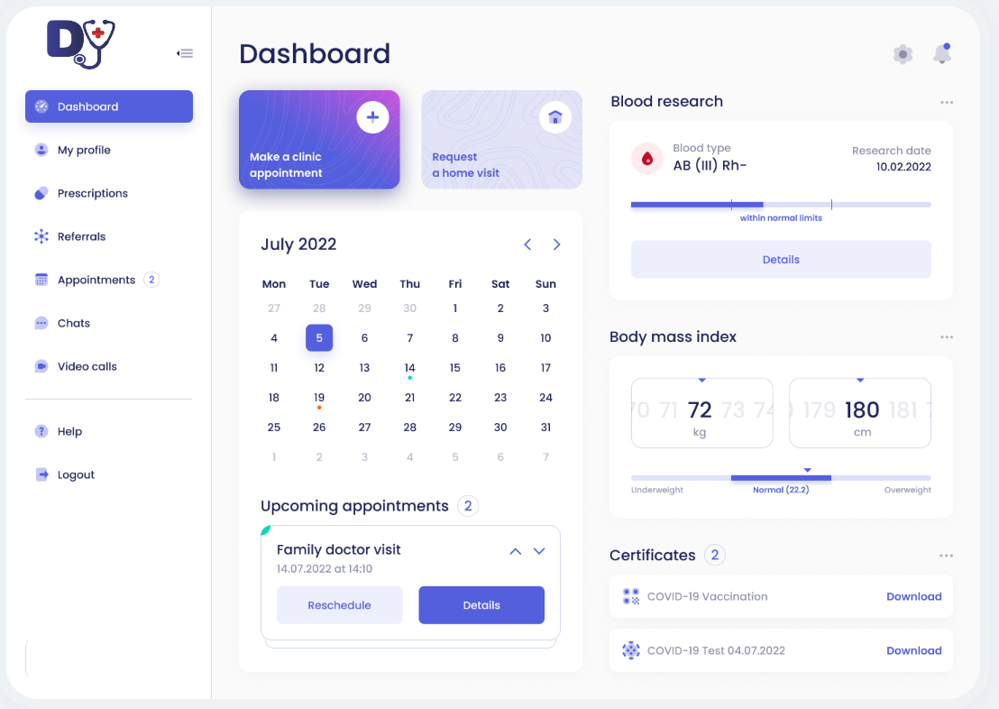 D
Dashboard
My profile
Prescriptions
Referrals
Appointments 2
Chats
Video calls
? Help
Logout
Dashboard
Make a clinic
appointment
Request
a home visit
July 2022
Mon Tue Wed Thu Fri Sat Sun
27 28 29 30 1 2 3
4 5 6 7 8 9 10
11 12 13 14 15 16 17
18 19 20 21 22 23 24
25 26 27 28 29 30 31
1 2 3 4 5 6 7
Upcoming appointments 2
Family doctor visit
14.07.2022 at 14:10
Reschedule Details
Blood research
Blood type
AB (III) Rh-
Research date
10.02.2022
within normal limits
Details
Body mass index
70 71 72 73 74
kg
179 180 181
cm
Underweight Normal (22.2) Overweight
Certificates 2
COVID-19 Vaccination Download
COVID-19 Test 04.07.2022 Download